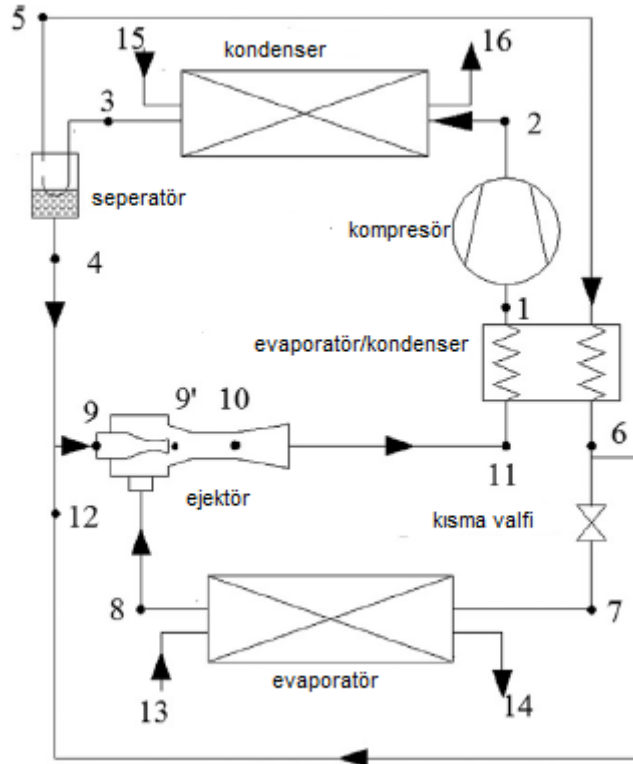 5
15
kondenser
16
3
2
seperatör
kompresör
4
1
evaporatör/kondenser
9
9'
10
6
11
ejektör
kısma valfi
12
8
7
evaporatör
13
14